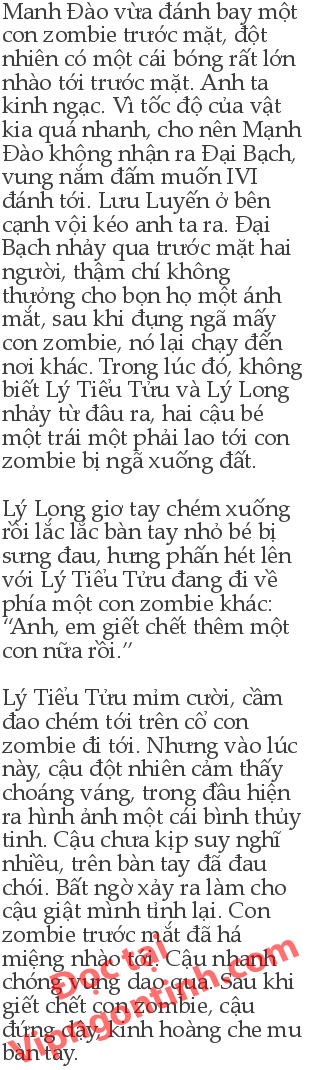 Manh Đào vừa đánh bay một
con zombie trước mặt, đột
nhiên có một cái bóng rất lớn
nhào tới trước mặt. Anh ta
kinh ngạc. Vì tốc độ của vật
kia quá nhanh, cho nên Mạnh
Đào không nhận ra Đại Bạch,
vung nắm đấm muốn IVI
đánh tới. Lưu Luyến ở bên
cạnh vội kéo anh ta ra. Đại
Bạch nhảy qua trước mặt hai
người, thậm chí không
thưởng cho bọn họ một ánh
mắt, sau khi đụng ngã mấy
con zombie, nó lại chạy đến
nơi khác. Trong lúc đó, không
biết Lý Tiểu Tửu và Lý Long
nhảy từ đâu ra, hai cậu bé
một trái một phải lao tới con
zombie bị ngã xuống đất.
Lý Long giơ tay chém xuống
rồi lắc lắc bàn tay nhỏ bé bị
sưng đau, hưng phấn hét lên
với Lý Tiểu Tửu đang đi về
phía một con zombie khác:
“Anh, em giết chết thêm một
con nữa rồi.”
Lý Tiểu Tửu mỉm cười, cầm
đao chém tới trên cổ con
zombie đi tới. Nhưng vào lúc
này, cậu đột nhiên cảm thấy
choáng váng, trong đầu hiện
ra hình ảnh một cái bình thủy
tinh. Cậu chưa kịp suy nghĩ
nhiều, trên bàn tay đã đau
chói. Bất ngờ xảy ra làm cho
cậu giật mình tỉnh lại. Con
zombie trước mắt đã há
miệng nhào tới. Cậu nhanh
chóng vung dao qua. Sau khi
giết chết con zombie, cậu
đứng dậy, kinh hoàng che mu
bàn tay.
Đọc tại
Vipngontinh.com